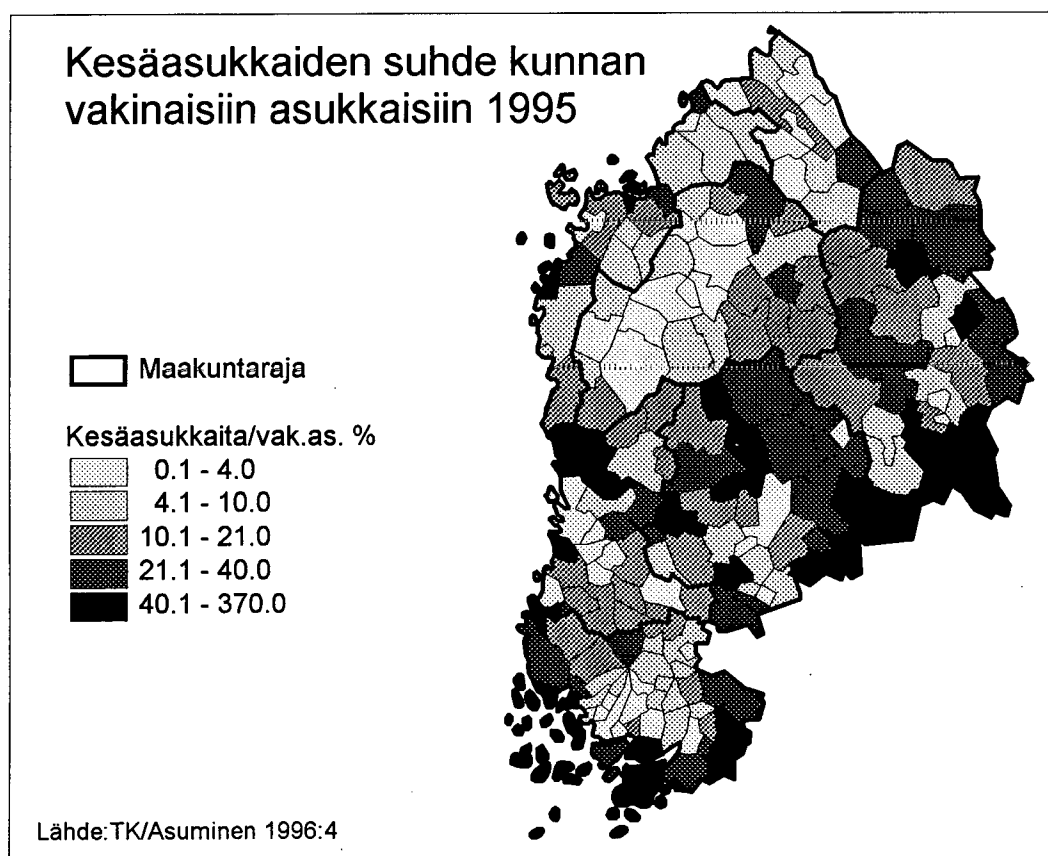 Kesäasukkaiden suhde kunnan
vakinaisiin asukkaisiin 1995
Maakuntaraja
Kesäasukkaita/vak.as. %
0.1 - 4.0
4.1 - 10.0
10.1 - 21.0
21.1 - 40.0
40.1 - 370.0
Lähde:TK/Asuminen 1996:4